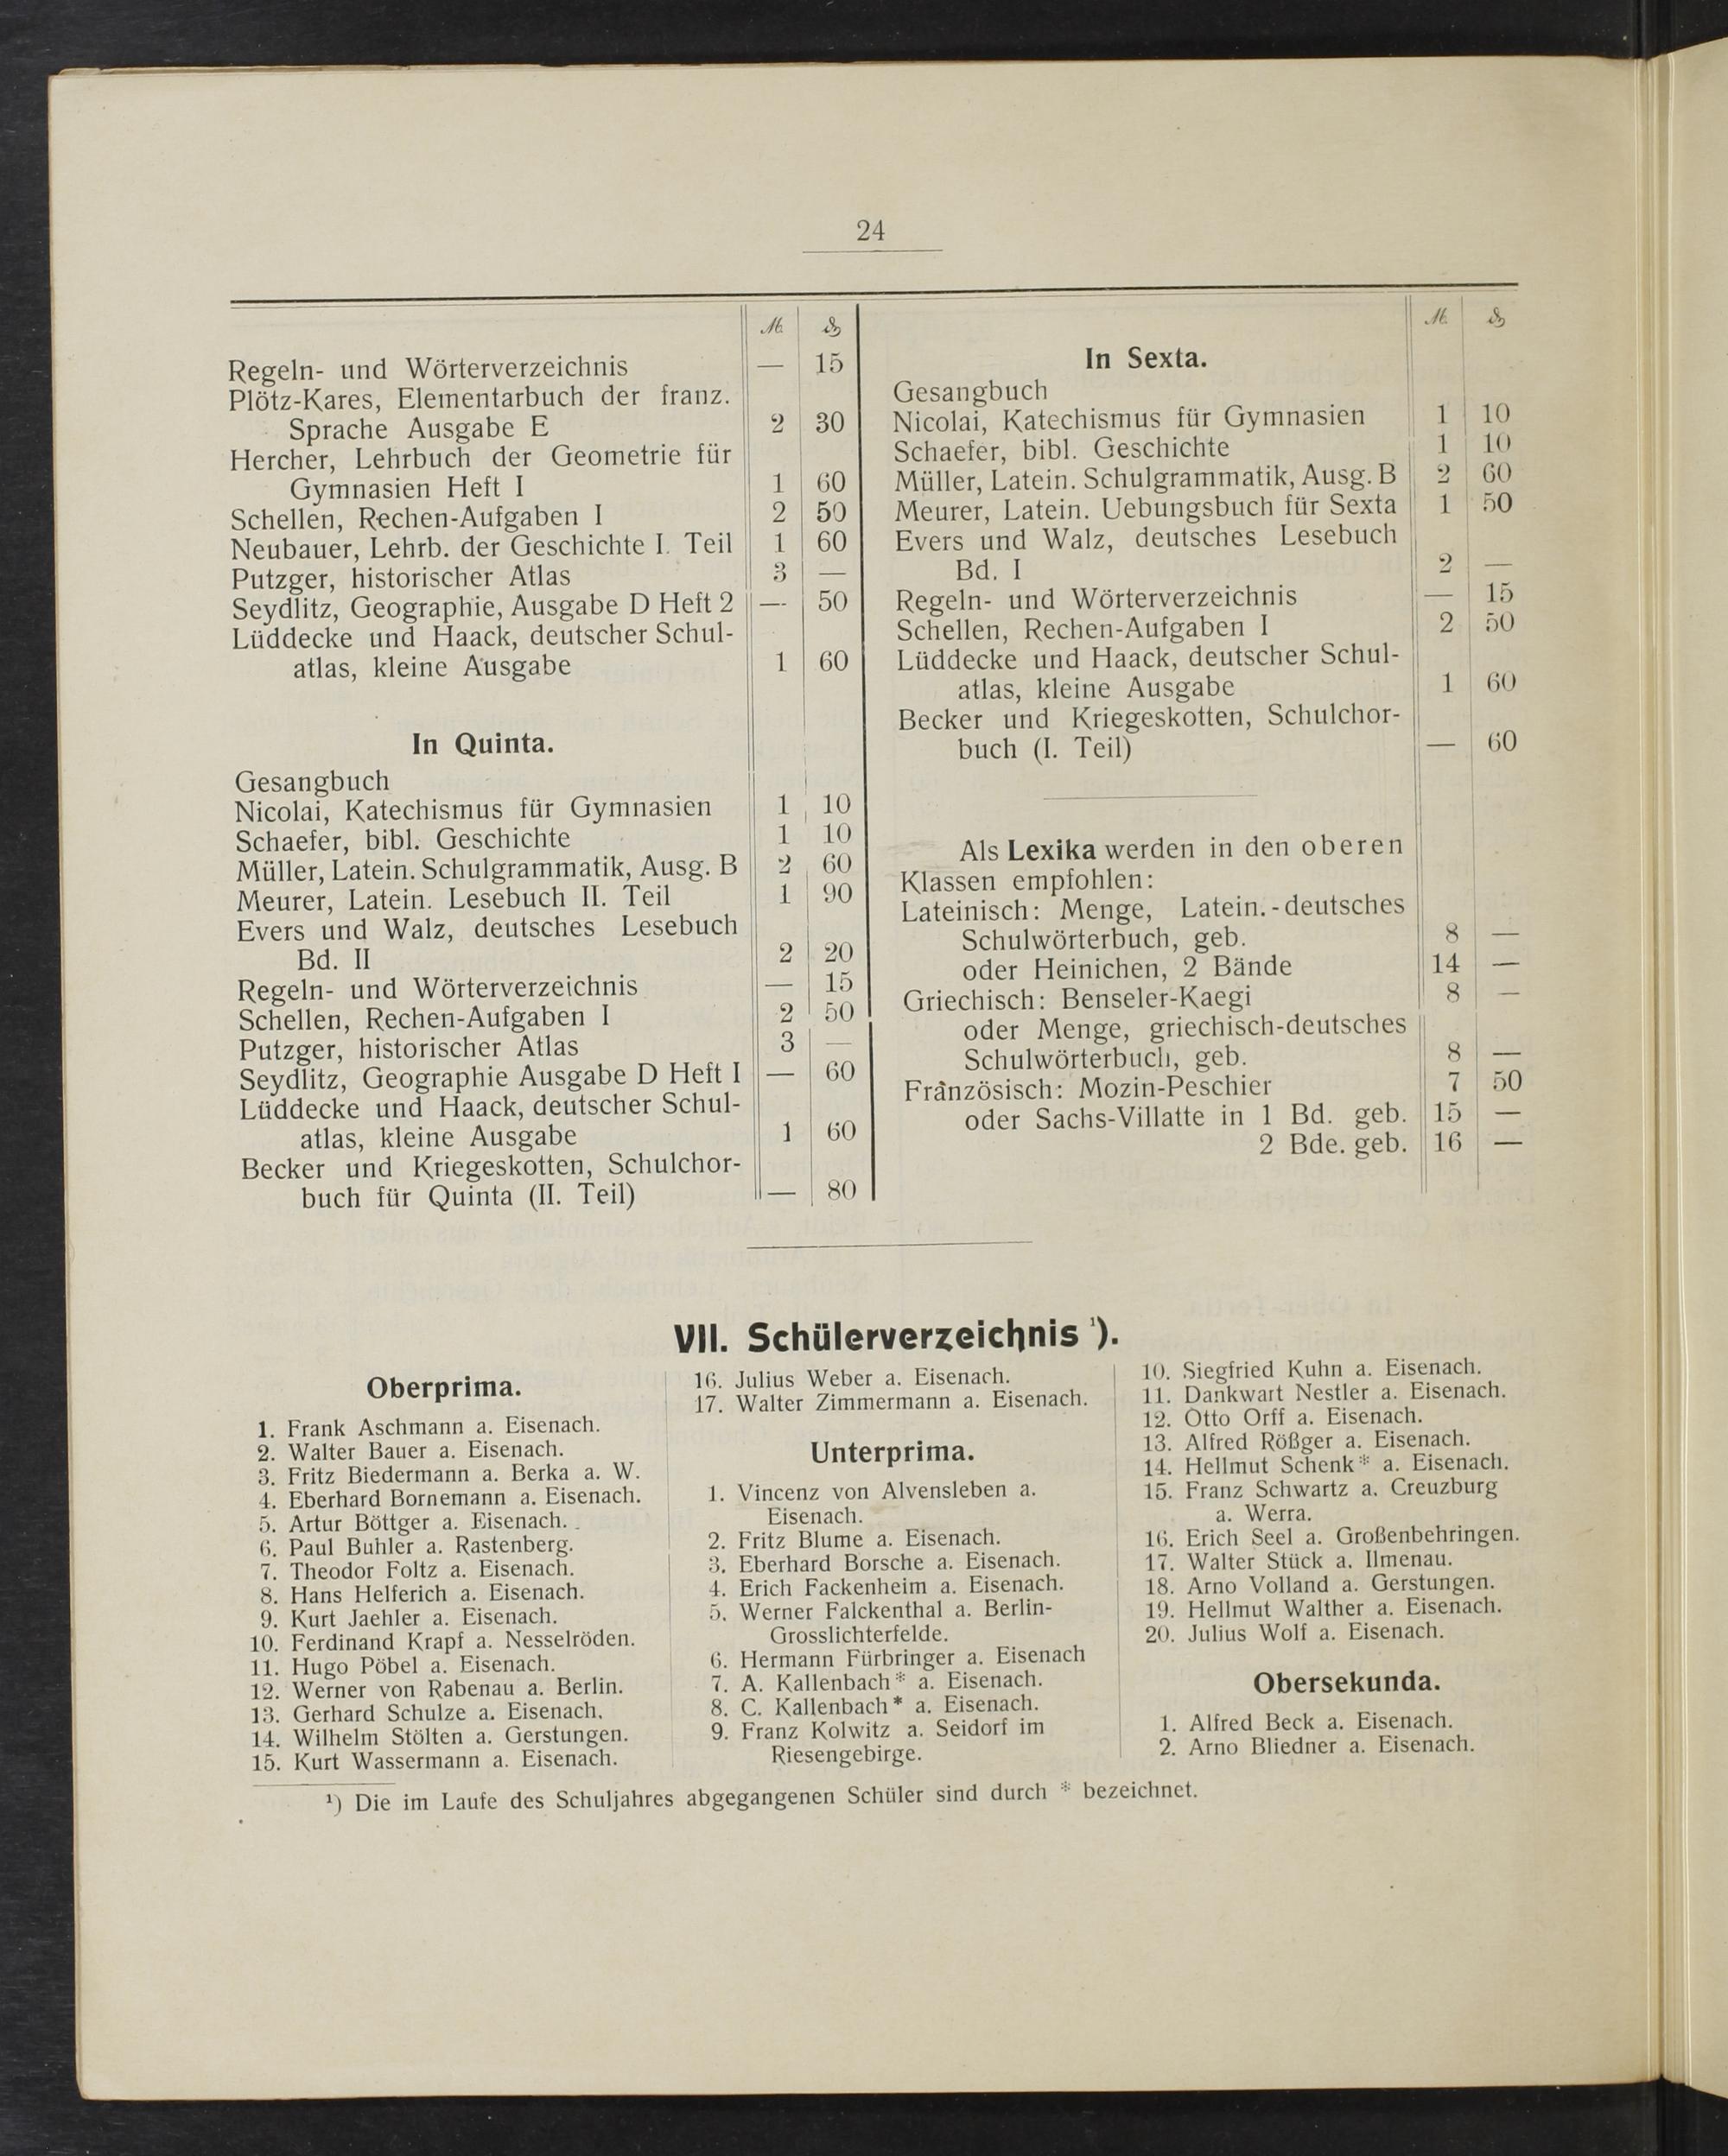 24
ℳ ₰
Regeln- und Wörterverzeichnis — 15
Plötz-Kares, Elementarbuch der franz.
Sprache Ausgabe E 2 30
Hercher, Lehrbuch der Geometrie für
Gymnasien Heft I 1 60
Schellen, Rechen-Aufgaben I 2 50
Neubauer, Lehrb. der Geschichte I. Teil 1 60
Putzger, historischer Atlas 3 —
Seydlitz, Geographie, Ausgabe D Heft 2 — 50
Lüddecke und Haack, deutscher Schul-
atlas, kleine Ausgabe 1 60
In Quinta.
Gesangbuch
Nicolai, Katechismus für Gymnasien 1 10
Schaefer, bibl. Geschichte 1 10
Müller, Latein. Schulgrammatik, Ausg. B 2 60
Meurer, Latein. Lesebuch II. Teil 1 90
Evers und Walz, deutsches Lesebuch
Bd. II 2 20
Regeln- und Wörterverzeichnis — 15
Schellen, Rechen-Aufgaben I 2 50
Putzger, historischer Atlas 3 —
Seydlitz, Geographie Ausgabe D Heft I — 60
Lüddecke und Haack, deutscher Schul-
atlas, kleine Ausgabe 1 60
Becker und Kriegeskotten, Schulchor-
buch für Quinta (II. Teil) — 80
ℳ ₰
In Sexta.
Gesangbuch
Nicolai, Katechismus für Gymnasien 1 10
Schaefer, bibl. Geschichte 1 10
Müller, Latein. Schulgrammatik, Ausg. B 2 60
Meurer, Latein. Uebungsbuch für Sexta 1 50
Evers und Walz, deutsches Lesebuch
Bd. I 2 —
Regeln- und Wörterverzeichnis — 15
Schellen, Rechen-Aufgaben I 2 50
Lüddecke und Haack, deutscher Schul-
atlas, kleine Ausgabe 1 60
Becker und Kriegeskotten, Schulchor-
buch (I. Teil) — 60
Als Lexika werden in den oberen
Klassen empfohlen:
Lateinisch: Menge, Latein.-deutsches
Schulwörterbuch, geb. 8 —
oder Heinichen, 2 Bände 14 —
Griechisch: Benseler-Kaegi 8 —
oder Menge, griechisch-deutsches
Schulwörterbuch, geb. 8 —
Französisch: Mozin-Peschier 7 50
oder Sachs-Villatte in 1 Bd. geb. 15 —
2 Bde. geb. 16 —
VII. Schülerverzeichnis ¹).
Oberprima.
1. Frank Aschmann a. Eisenach.
2. Walter Bauer a. Eisenach.
3. Fritz Biedermann a. Berka a. W.
4. Eberhard Bornemann a. Eisenach.
5. Artur Böttger a. Eisenach.
6. Paul Buhler a. Rastenberg.
7. Theodor Foltz a. Eisenach.
8. Hans Helferich a. Eisenach.
9. Kurt Jaehler a. Eisenach.
10. Ferdinand Krapf a. Nesselröden.
11. Hugo Pöbel a. Eisenach.
12. Werner von Rabenau a. Berlin.
13. Gerhard Schulze a. Eisenach.
14. Wilhelm Stölten a. Gerstungen.
15. Kurt Wassermann a. Eisenach.
16. Julius Weber a. Eisenach.
17. Walter Zimmermann a. Eisenach.
Unterprima.
1. Vincenz von Alvensleben a.
Eisenach.
2. Fritz Blume a. Eisenach.
3. Eberhard Borsche a. Eisenach.
4. Erich Fackenheim a. Eisenach.
5. Werner Falckenthal a. Berlin-
Grosslichterfelde.
6. Hermann Fürbringer a. Eisenach
7. A. Kallenbach* a. Eisenach.
8. C. Kallenbach* a. Eisenach.
9. Franz Kolwitz a. Seidorf im
Riesengebirge.
10. Siegfried Kuhn a. Eisenach.
11. Dankwart Nestler a. Eisenach.
12. Otto Orff a. Eisenach.
13. Alfred Rößger a. Eisenach.
14. Hellmut Schenk* a. Eisenach.
15. Franz Schwartz a. Creuzburg
a. Werra.
16. Erich Seel a. Großenbehringen.
17. Walter Stück a. Ilmenau.
18. Arno Volland a. Gerstungen.
19. Hellmut Walther a. Eisenach.
20. Julius Wolf a. Eisenach.
Obersekunda.
1. Alfred Beck a. Eisenach.
2. Arno Bliedner a. Eisenach.
¹) Die im Laufe des Schuljahres abgegangenen Schüler sind durch * bezeichnet.